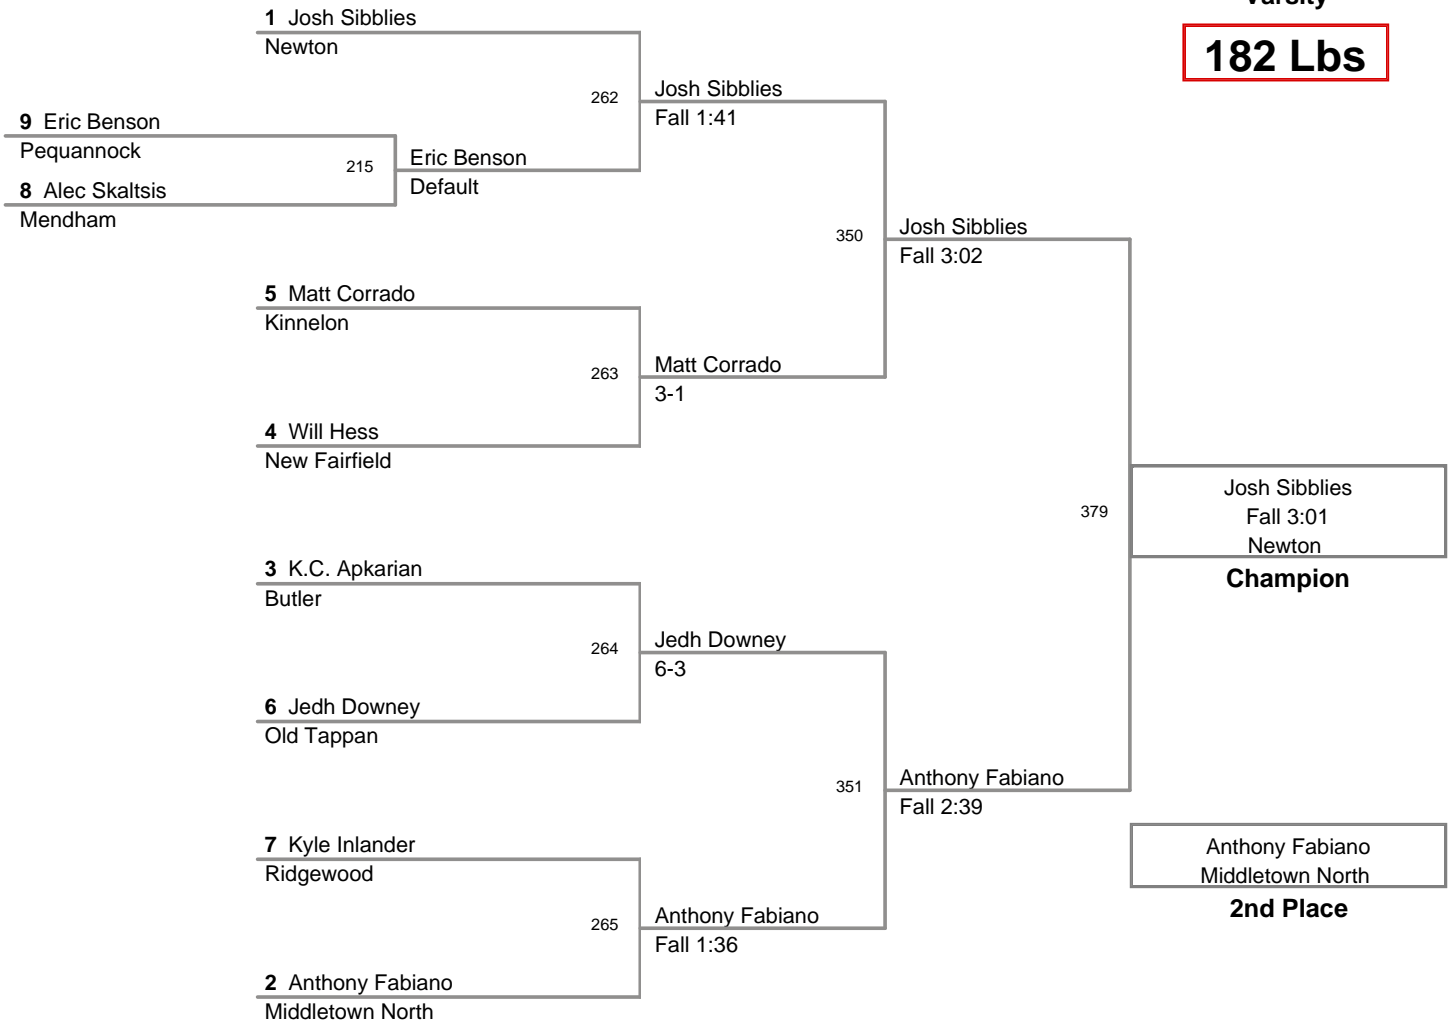 Varsity
182 Lbs
1 Josh Sibblies
Newton
9 Eric Benson
Pequannock
8 Alec Skaltsis
Mendham
215
Eric Benson
Default
262
Josh Sibblies
Fall 1:41
5 Matt Corrado
Kinnelon
4 Will Hess
New Fairfield
263
Matt Corrado
3-1
350
Josh Sibblies
Fall 3:02
3 K.C. Apkarian
Butler
6 Jedh Downey
Old Tappan
264
Jedh Downey
6-3
7 Kyle Inlander
Ridgewood
2 Anthony Fabiano
Middletown North
265
Anthony Fabiano
Fall 1:36
351
Anthony Fabiano
Fall 2:39
379
Josh Sibblies
Fall 3:01
Newton
Champion
Anthony Fabiano
Middletown North
2nd Place